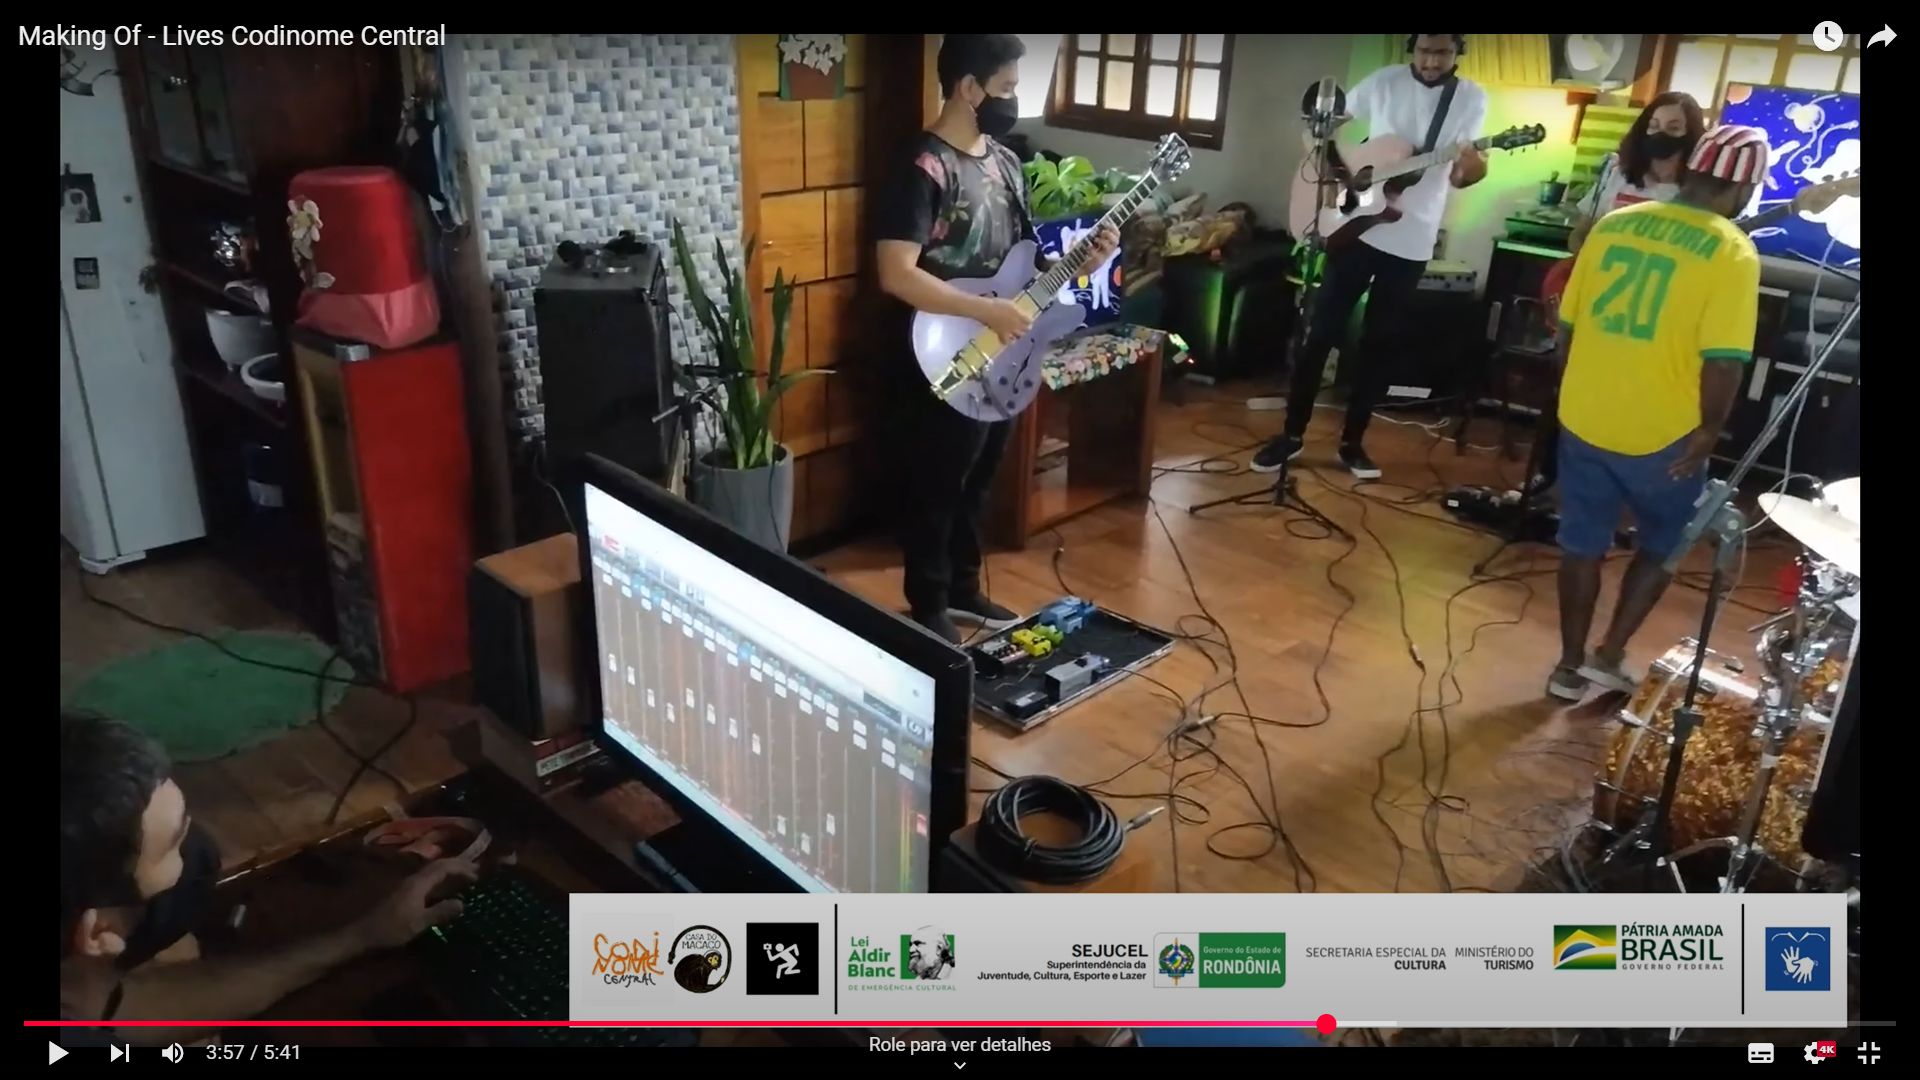 Making Of - Lives Codinome Central
SEPULTURA
20
CODI
NOME
CENTRAL
CASA DO
MACACO
Lei
Aldir
Blanc
DE EMERGÊNCIA CULTURAL
SEJUCEL
Superintendência da
Juventude, Cultura, Esporte e Lazer
Governo do Estado de
RONDÔNIA
SECRETARIA ESPECIAL DA
CULTURA
MINISTÉRIO DO
TURISMO
PÁTRIA AMADA
BRASIL
GOVERNO FEDERAL
3:57 / 5:41
Role para ver detalhes
4K